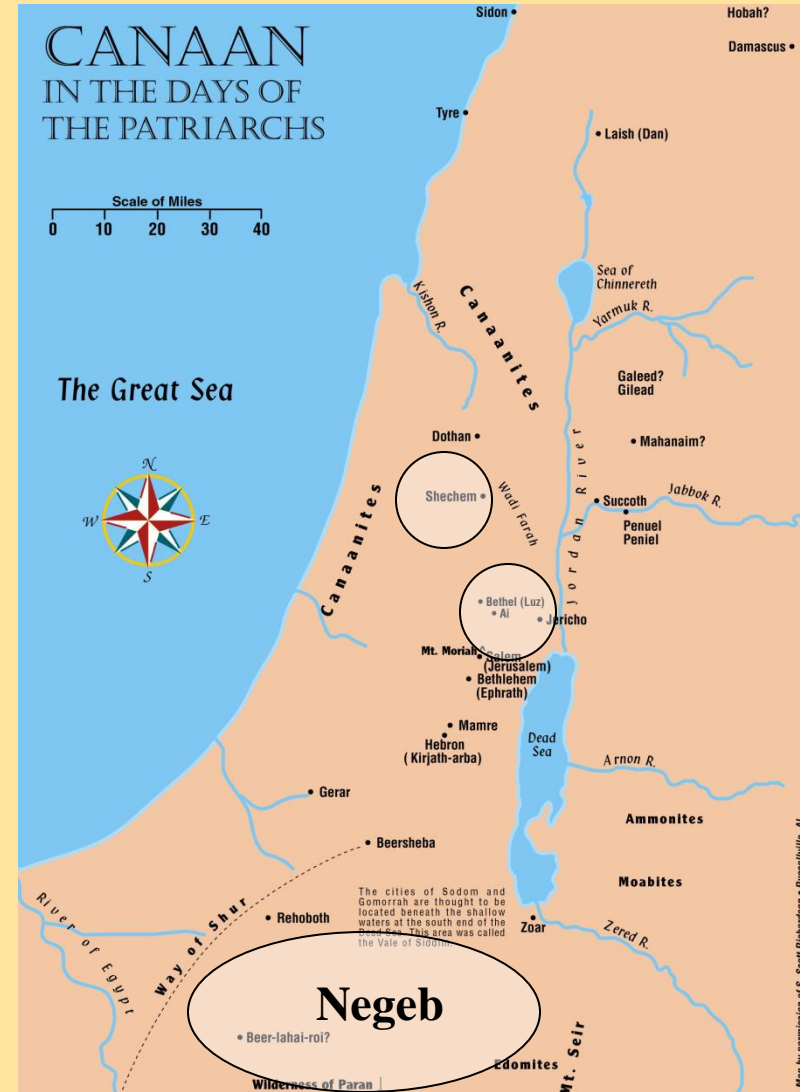 CANAAN
IN THE DAYS OF
THE PATRIARCHS
Sidon
Hobah?
Damascus
Tyre
Laish (Dan)
Scale of Miles
0 10 20 30 40
Sea of
Chinnereth
Kishon R.
Canaanites
Yarmuk R.
The Great Sea
Galeed?
Gilead
Dothan
Mahanaim?
N
W E
S
Canaanites
Shechem
Wadi Farah
Jordan River
Succoth
Jabbok R.
Penuel
Peniel
Bethel (Luz)
Ai
Jericho
Mt. Moriah
Salem
(Jerusalem)
Bethlehem
(Ephrath)
Mamre
Hebron
(Kirjath-arba)
Dead
Sea
Arnon R.
Gerar
Ammonites
Beersheba
Moabites
The cities of Sodom and
Gomorrah are thought to be
located beneath the shallow
waters at the south end of the
Dead Sea. This area was called
the Vale of Siddim.
River of Egypt
Way of Shur
Rehoboth
Zoar
Zered R.
Negeb
Beer-lahai-roi?
Edomites
Mt. Seir
Wilderness of Paran